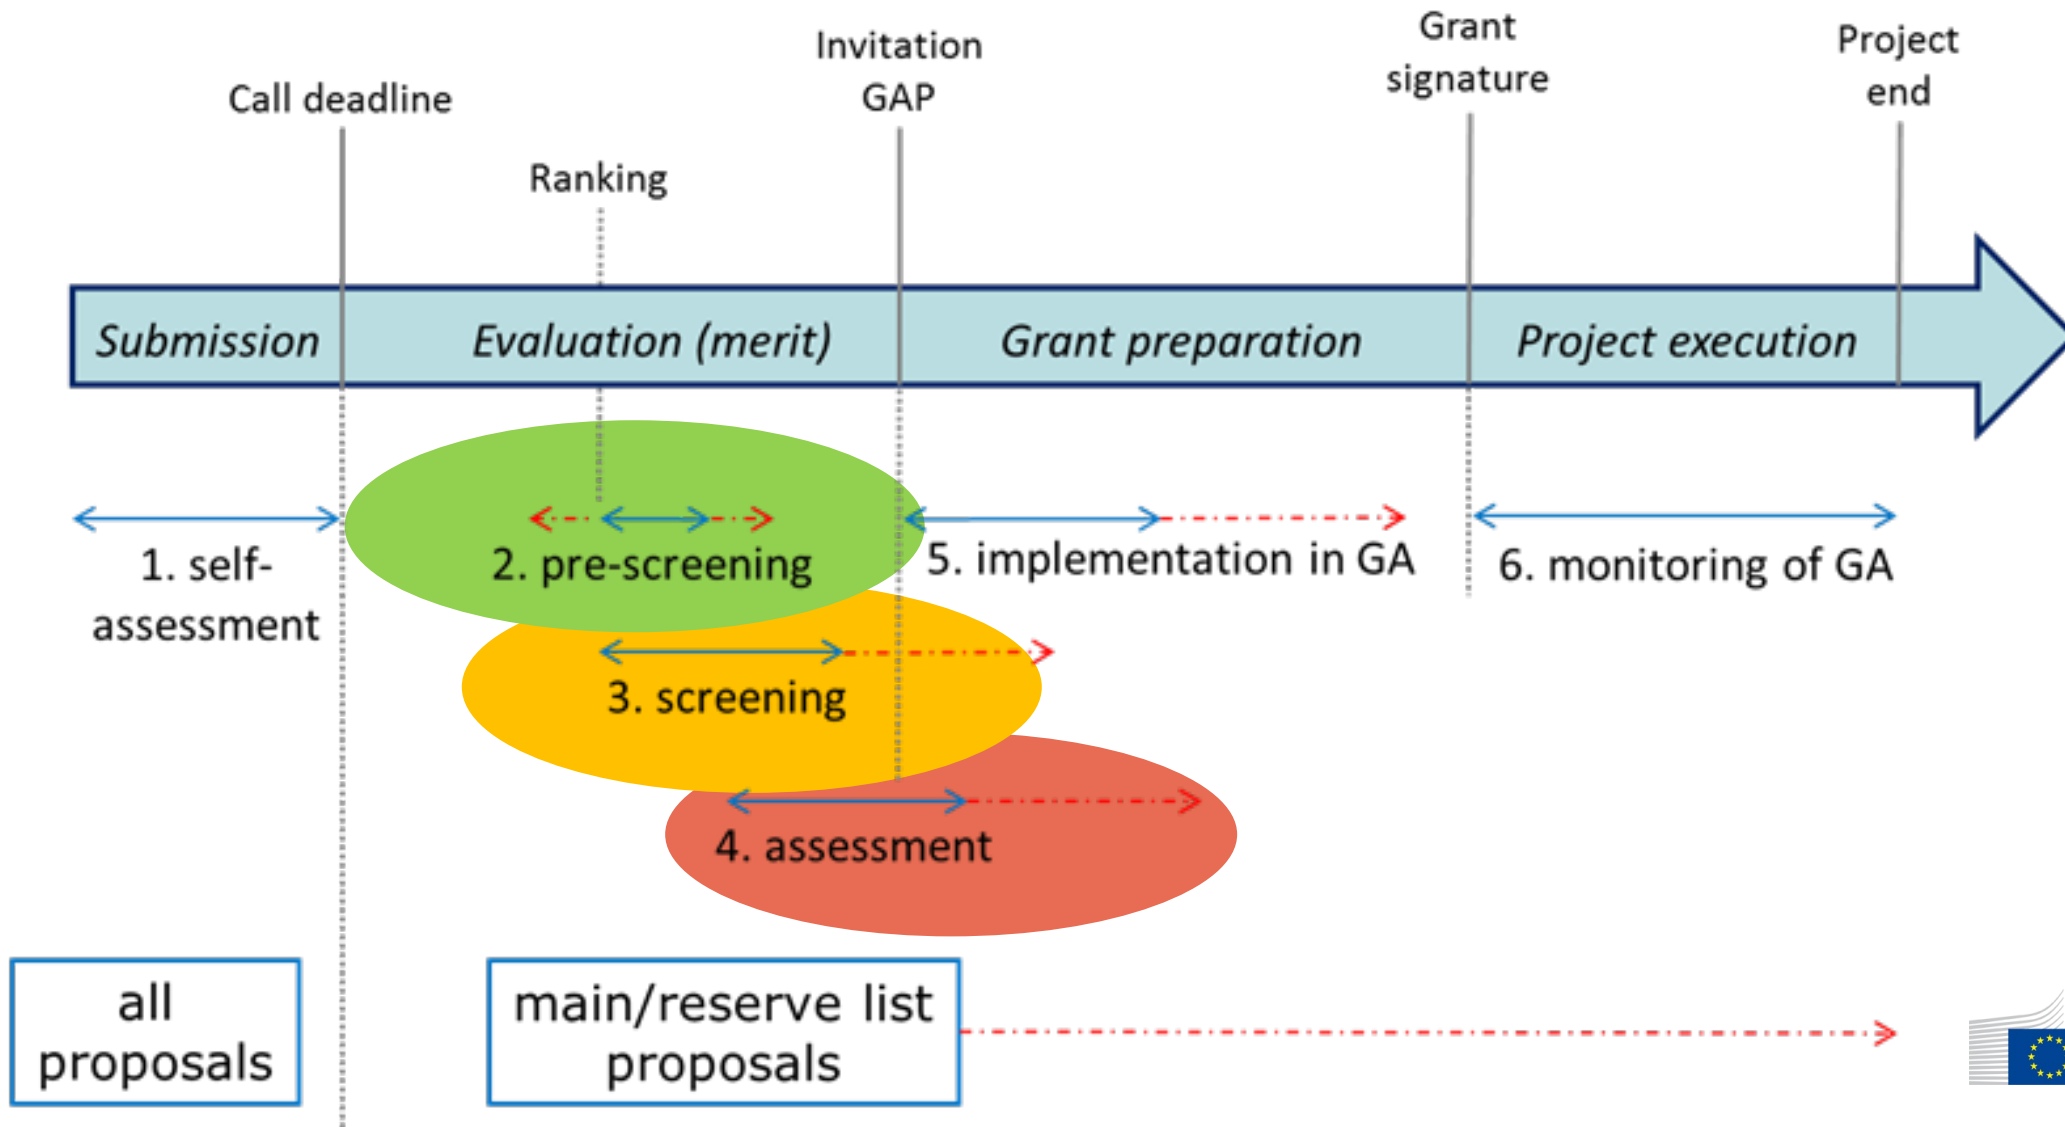 Call deadline
Ranking
Invitation
GAP
Grant
signature
Project
end
Submission
Evaluation (merit)
Grant preparation
Project execution
1. self-
assessment
2. pre-screening
5. implementation in GA
6. monitoring of GA
3. screening
4. assessment
all
proposals
main/reserve list
proposals